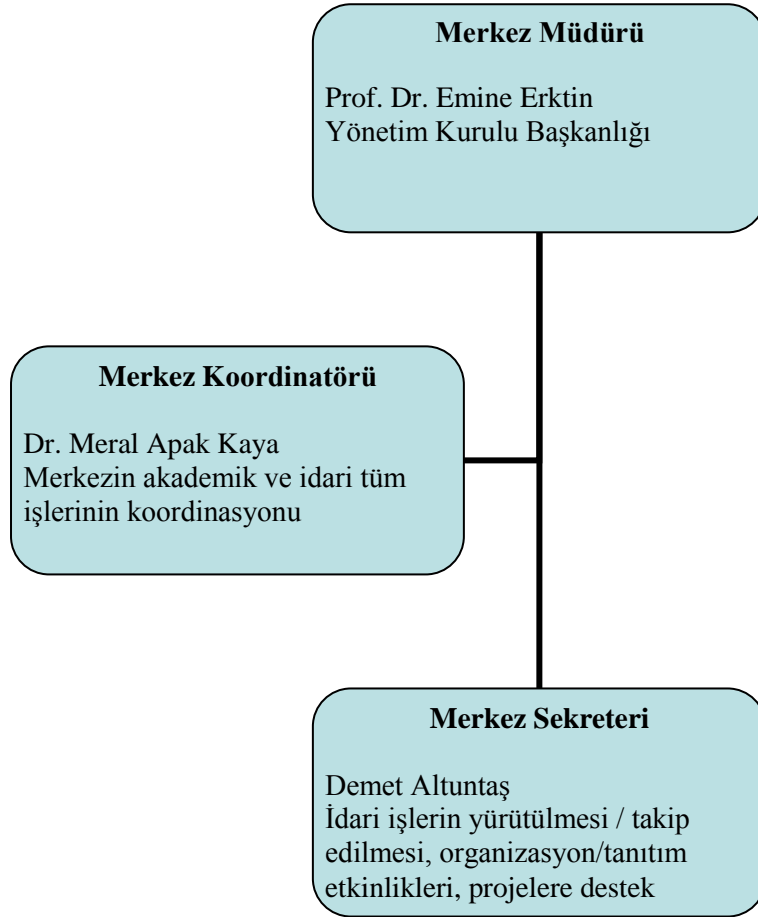 Merkez Müdürü
Prof. Dr. Emine Erktin
Yönetim Kurulu Başkanlığı
Merkez Koordinatörü
Dr. Meral Apak Kaya
Merkezin akademik ve idari tüm
işlerinin koordinasyonu
Merkez Sekreteri
Demet Altuntaş
İdari işlerin yürütülmesi / takip
edilmesi, organizasyon/tanıtım
etkinlikleri, projelere destek